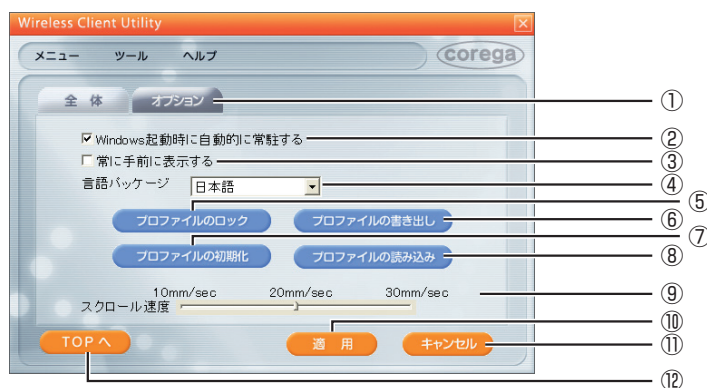 Wireless Client Utility
メニュー ツール ヘルプ corega
全 体 オプション ①
Windows起動時に自動的に常駐する ②
常に手前に表示する ③
言語パッケージ 日本語 ④
⑤
プロファイルのロック プロファイルの書き出し ⑥
⑦
プロファイルの初期化 プロファイルの読み込み ⑧
10mm/sec 20mm/sec 30mm/sec ⑨
スクロール速度
⑩
TOPへ 適 用 キャンセル ⑪
⑫